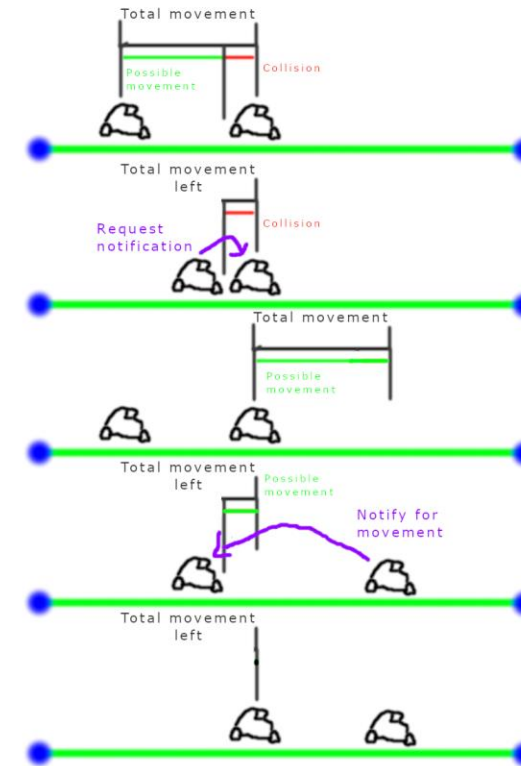 Total movement
Collision
Possible
movement
Total movement
left
Request
notification
Collision
Total movement
Possible
movement
Total movement
left
Possible
movement
Notify for
movement
Total movement
left